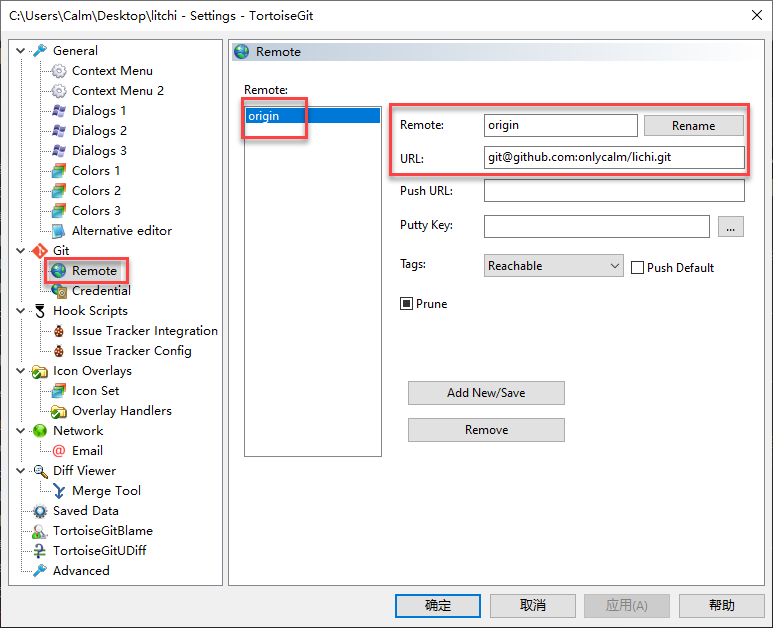 C:\Users\Calm\Desktop\litchi - Settings - TortoiseGit
General
Context Menu
Context Menu 2
Dialogs 1
Dialogs 2
Dialogs 3
Colors 1
Colors 2
Colors 3
Alternative editor
Git
Remote
Credential
Hook Scripts
Issue Tracker Integration
Issue Tracker Config
Icon Overlays
Icon Set
Overlay Handlers
Network
Email
Diff Viewer
Merge Tool
Saved Data
TortoiseGitBlame
TortoiseGitUDiff
Advanced
Remote
Remote:
origin
Remote: origin Rename
URL: git@github.com:onlycalm/lichi.git
Push URL:
Putty Key: ...
Tags: Reachable Push Default
Prune
Add New/Save
Remove
确定 取消 应用(A) 帮助